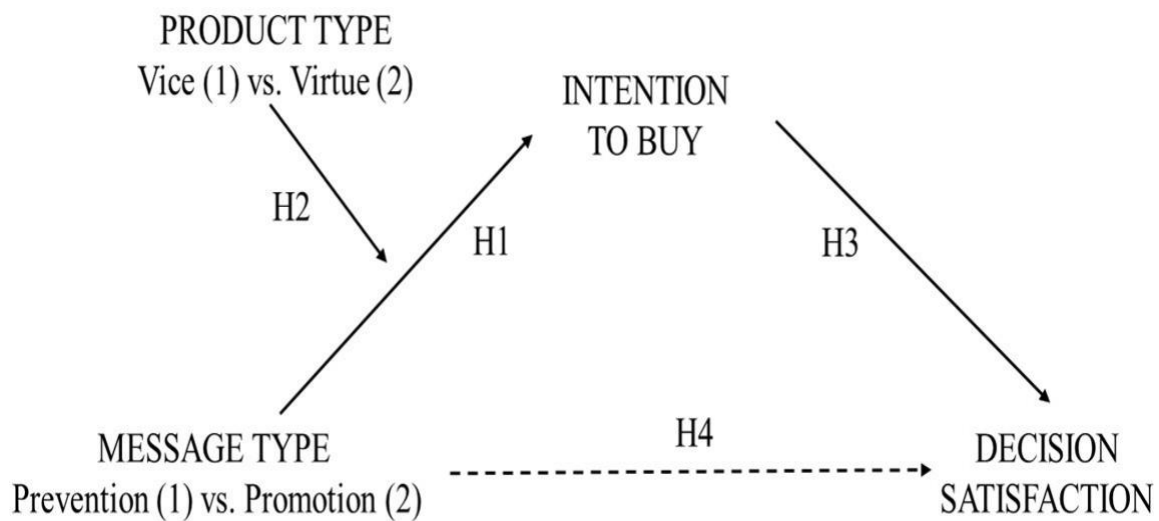 PRODUCT TYPE
Vice (1) vs. Virtue (2)
INTENTION
TO BUY
H2
H1
H3
H4
MESSAGE TYPE
Prevention (1) vs. Promotion (2)
DECISION
SATISFACTION